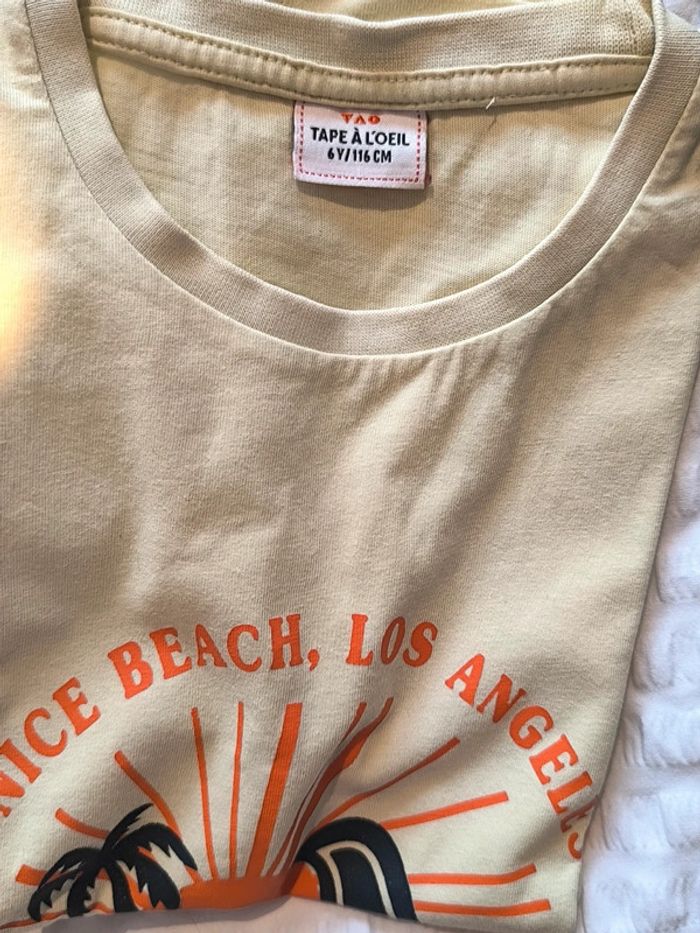 TAO
TAPE À L'OEIL
6Y/116 CM
NICE BEACH, LOS ANGELES